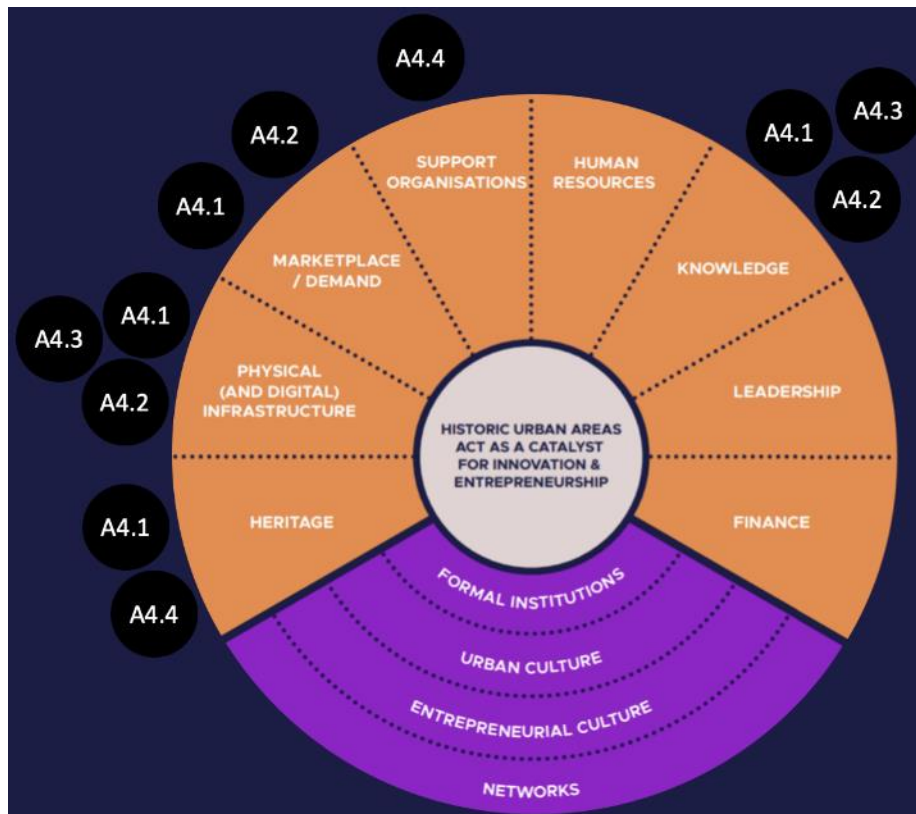 A4.4
A4.2
A4.1
A4.3
A4.1
A4.2
A4.1
A4.4
A4.1
A4.3
A4.2
SUPPORT
ORGANISATIONS
HUMAN
RESOURCES
MARKETPLACE
/ DEMAND
KNOWLEDGE
PHYSICAL
(AND DIGITAL)
INFRASTRUCTURE
LEADERSHIP
HERITAGE
FINANCE
HISTORIC URBAN AREAS
ACT AS A CATALYST
FOR INNOVATION &
ENTREPRENEURSHIP
FORMAL INSTITUTIONS
URBAN CULTURE
ENTREPRENEURIAL CULTURE
NETWORKS